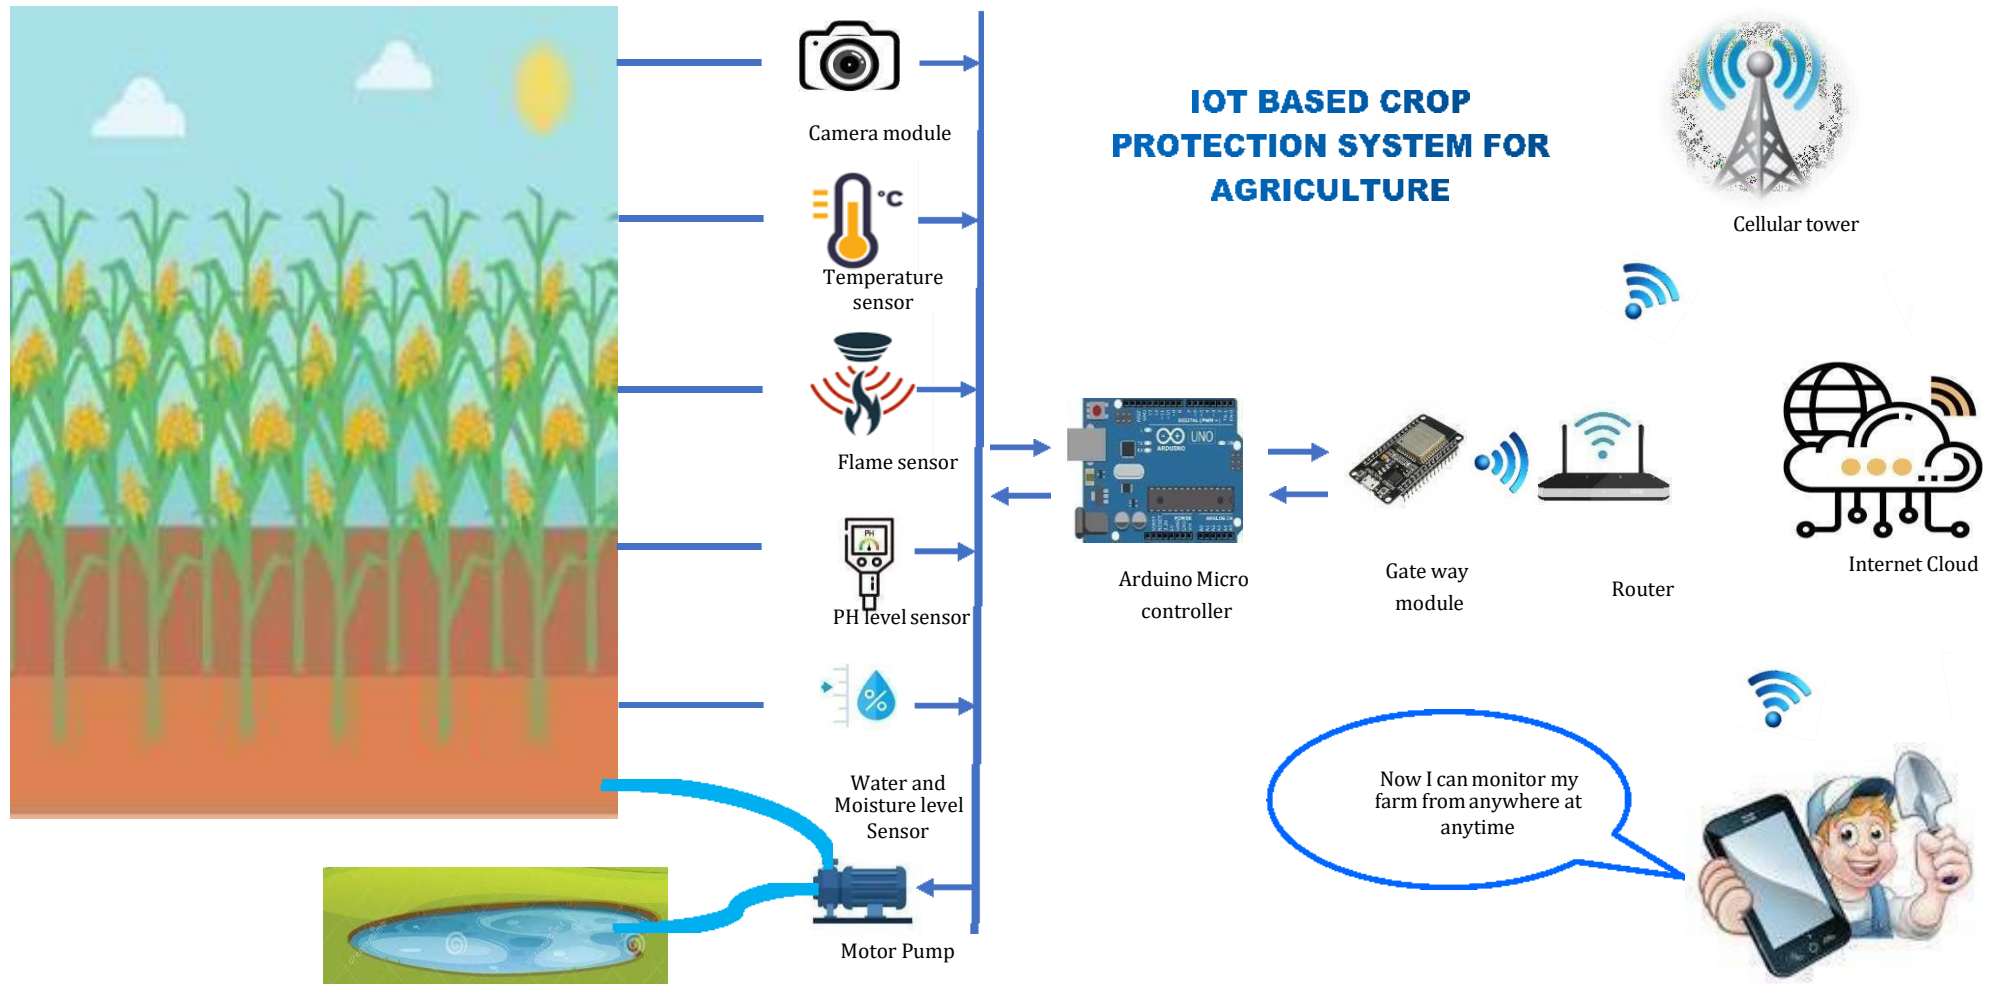 Camera module
°C
Temperature
sensor
Flame sensor
PH
PH level sensor
%
Water and
Moisture level
Sensor
Motor Pump
IOT BASED CROP
PROTECTION SYSTEM FOR
AGRICULTURE
Cellular tower
UNO
ARDUINO
Arduino Micro
controller
Gate way
module
Router
Internet Cloud
Now I can monitor my
farm from anywhere at
anytime